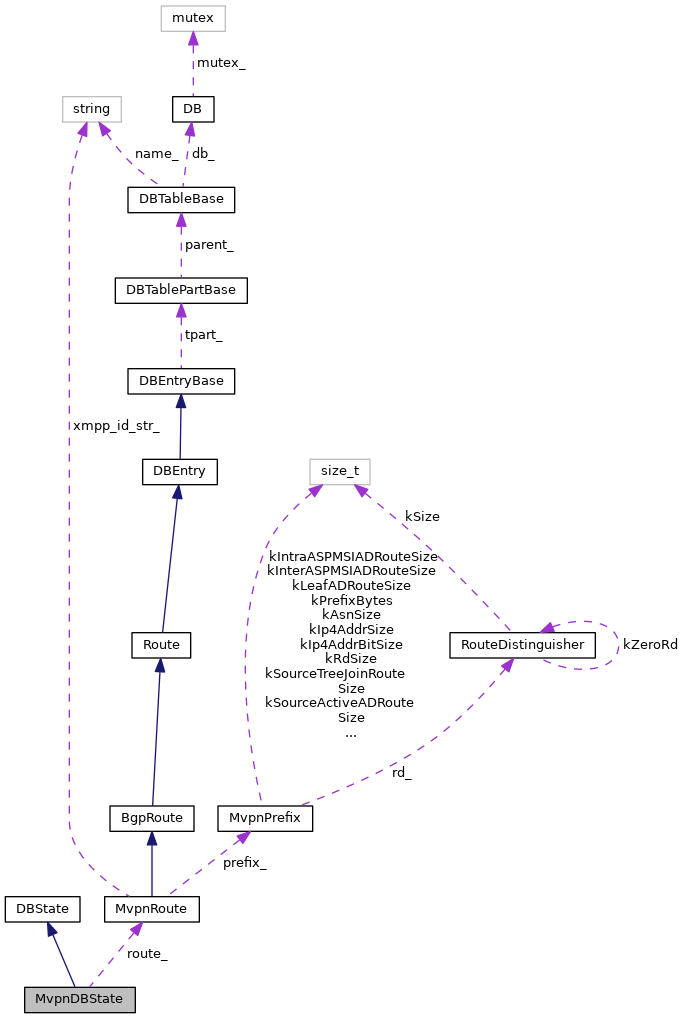 mutex
mutex_
string
DB
name_
db_
DBTableBase
parent_
DBTablePartBase
tpart_
DBEntryBase
xmpp_id_str_
DBEntry
size_t
kSize
kIntraASPMSIADRouteSize
kInterASPMSIADRouteSize
kLeafADRouteSize
kPrefixBytes
kAsnSize
kIp4AddrSize
kIp4AddrBitSize
kRdSize
kSourceTreeJoinRoute
Size
kSourceActiveADRoute
Size
...
Route
RouteDistinguisher
kZeroRd
rd_
BgpRoute
MvpnPrefix
prefix_
DBState
MvpnRoute
route_
MvpnDBState